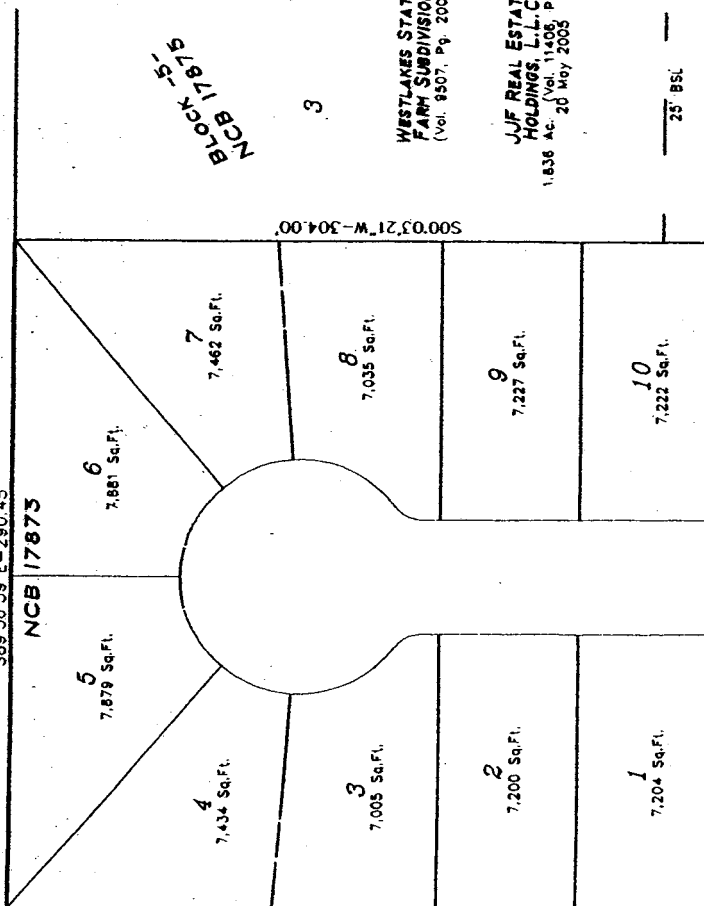 NCB 17873
BLOCK -5-
NCB 17875
3
WESTLAKES STAT
FARM SUBDIVISION
(Vol. 9507, Pg. 200
JJF REAL ESTAT
HOLDINGS, L.L.C
1.836 Ac. (Vol. 11406, P
20 May 2005
25' BSL
S00°03'21"W-304.00'
5
7,879 Sq.Ft.
6
7,881 Sq.Ft.
4
7,434 Sq.Ft.
7
7,462 Sq.Ft.
3
7,005 Sq.Ft.
8
7,035 Sq.Ft.
2
7,200 Sq.Ft.
9
7,227 Sq.Ft.
1
7,204 Sq.Ft.
10
7,222 Sq.Ft.